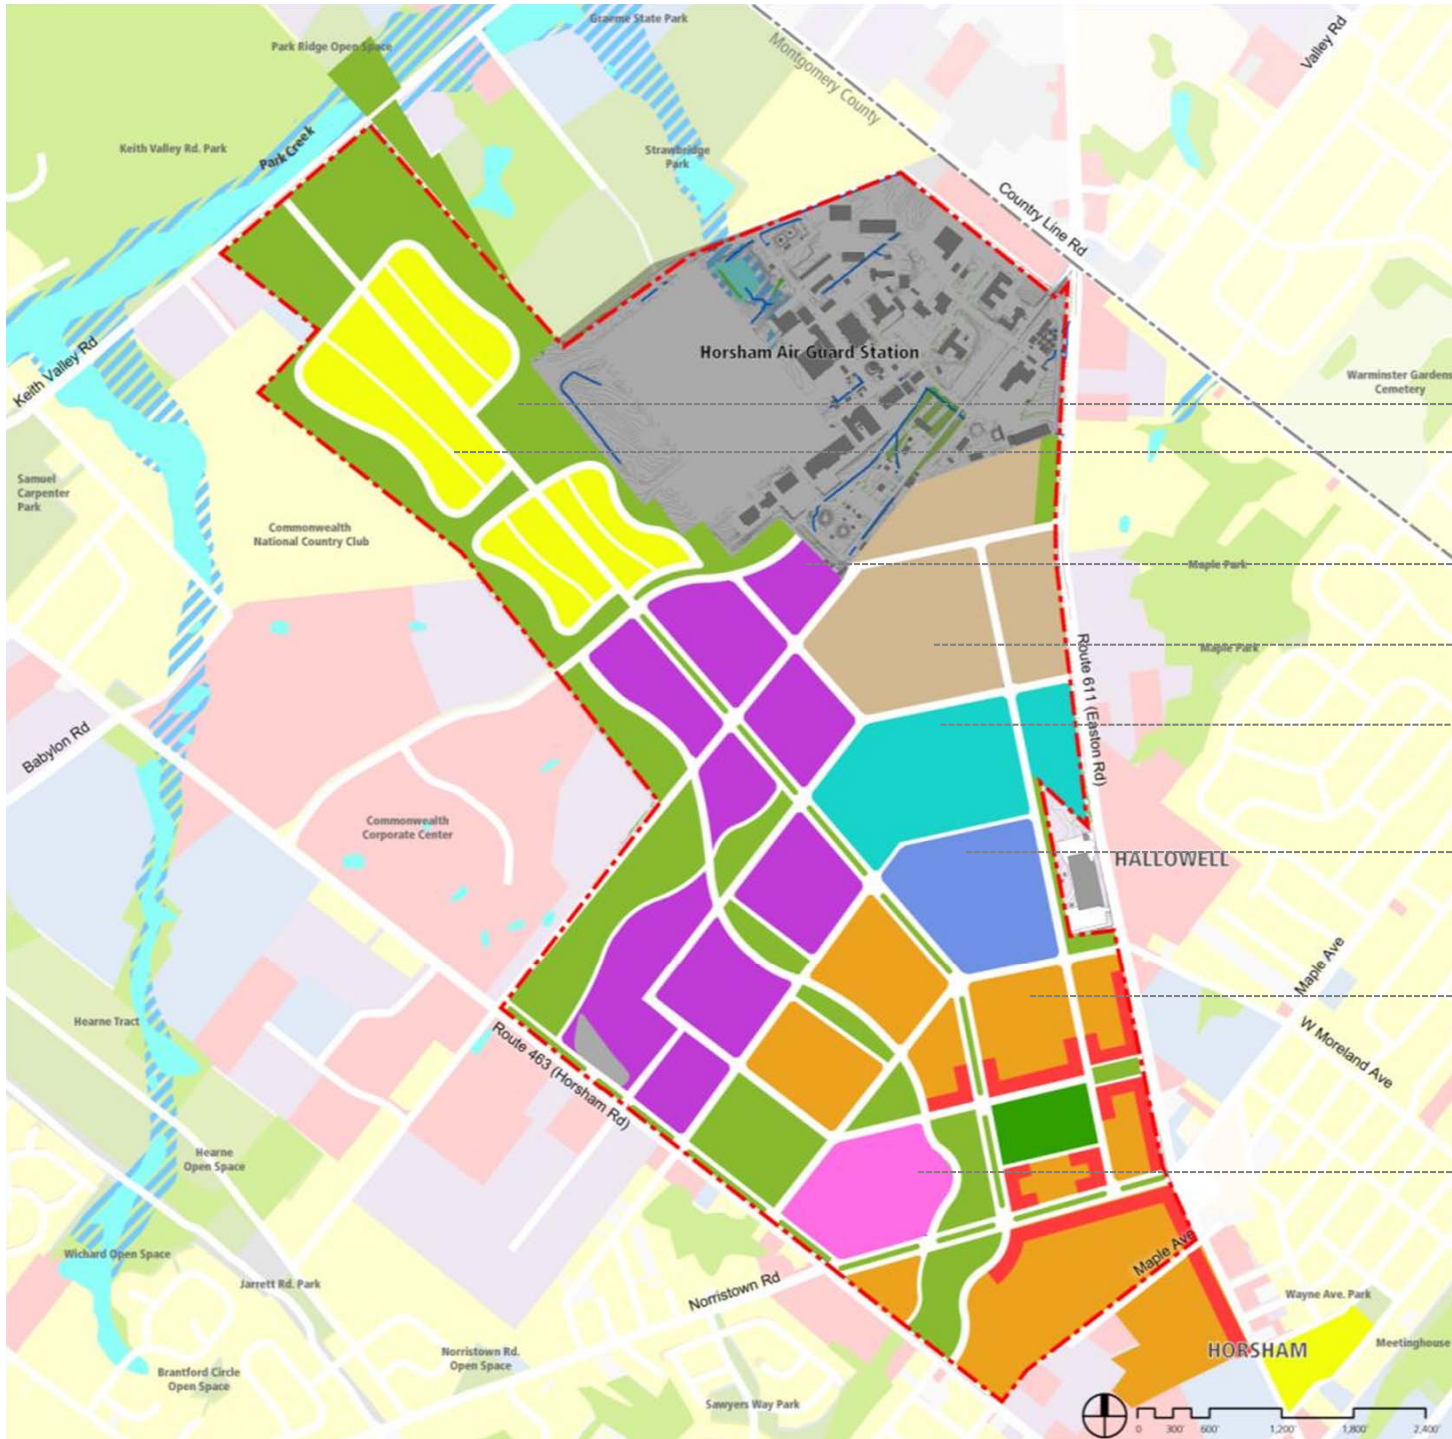 Graeme State Park
Park Ridge Open Space
Montgomery County
Valley Rd
Park Creek
Keith Valley Rd. Park
Strawbridge
Park
Country Line Rd
Horsham Air Guard Station
Keith Valley Rd
Warminster Gardens
Cemetery
Samuel
Carpenter
Park
Commonwealth
National Country Club
Maple Park
Maple Park
Route 611 (Easton Rd)
Babylon Rd
Commonwealth
Corporate Center
HALLOWELL
Maple Ave
Hearne Tract
Route 463 (Horsham Rd)
W Moreland Ave
Hearne
Open Space
Wichard Open Space
Jarrett Rd. Park
Norristown Rd
Maple Ave
Wayne Ave. Park
Norristown Rd.
Open Space
HORSHAM
Meetinghouse
Brantford Circle
Open Space
Sawyers Way Park
0 300' 600' 1,200' 1,800' 2,400'